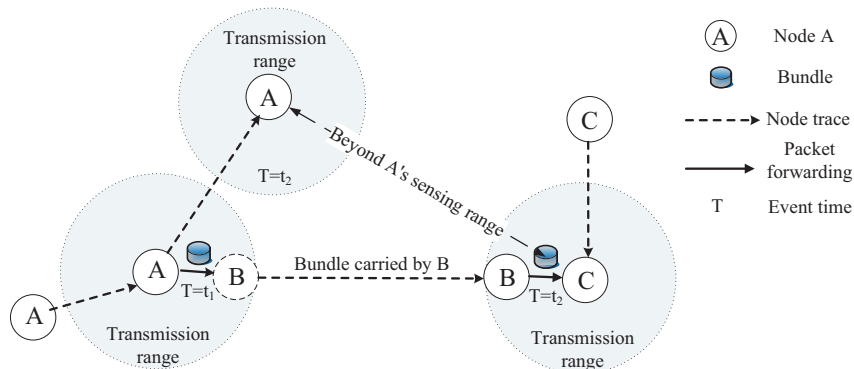 Transmission
range
A
T=t2
A
Node A
Bundle
Node trace
Packet
forwarding
T
Event time
C
–Beyond A's sensing range
A
B
T=t1
Bundle carried by B
B
C
T=t2
A
Transmission
range
Transmission
range